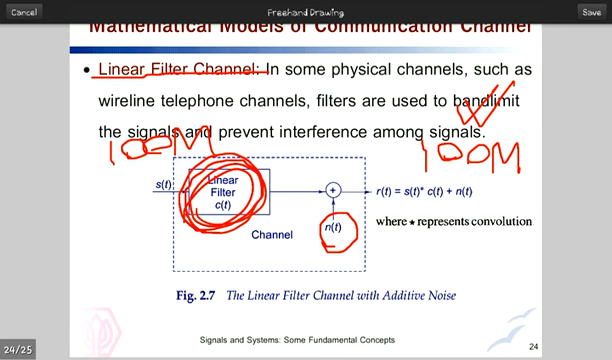 Cancel
Freehand Drawing
Save
Mathematical Models of Communication Channel
• Linear Filter Channel: In some physical channels, such as
wireline telephone channels, filters are used to bandlimit
the signals and prevent interference among signals.
100M
100M
s(t)
Linear
Filter
c(t)
+
r(t) = s(t)* c(t) + n(t)
n(t)
where * represents convolution
Channel
Fig. 2.7 The Linear Filter Channel with Additive Noise
Signals and Systems: Some Fundamental Concepts
24
24/25